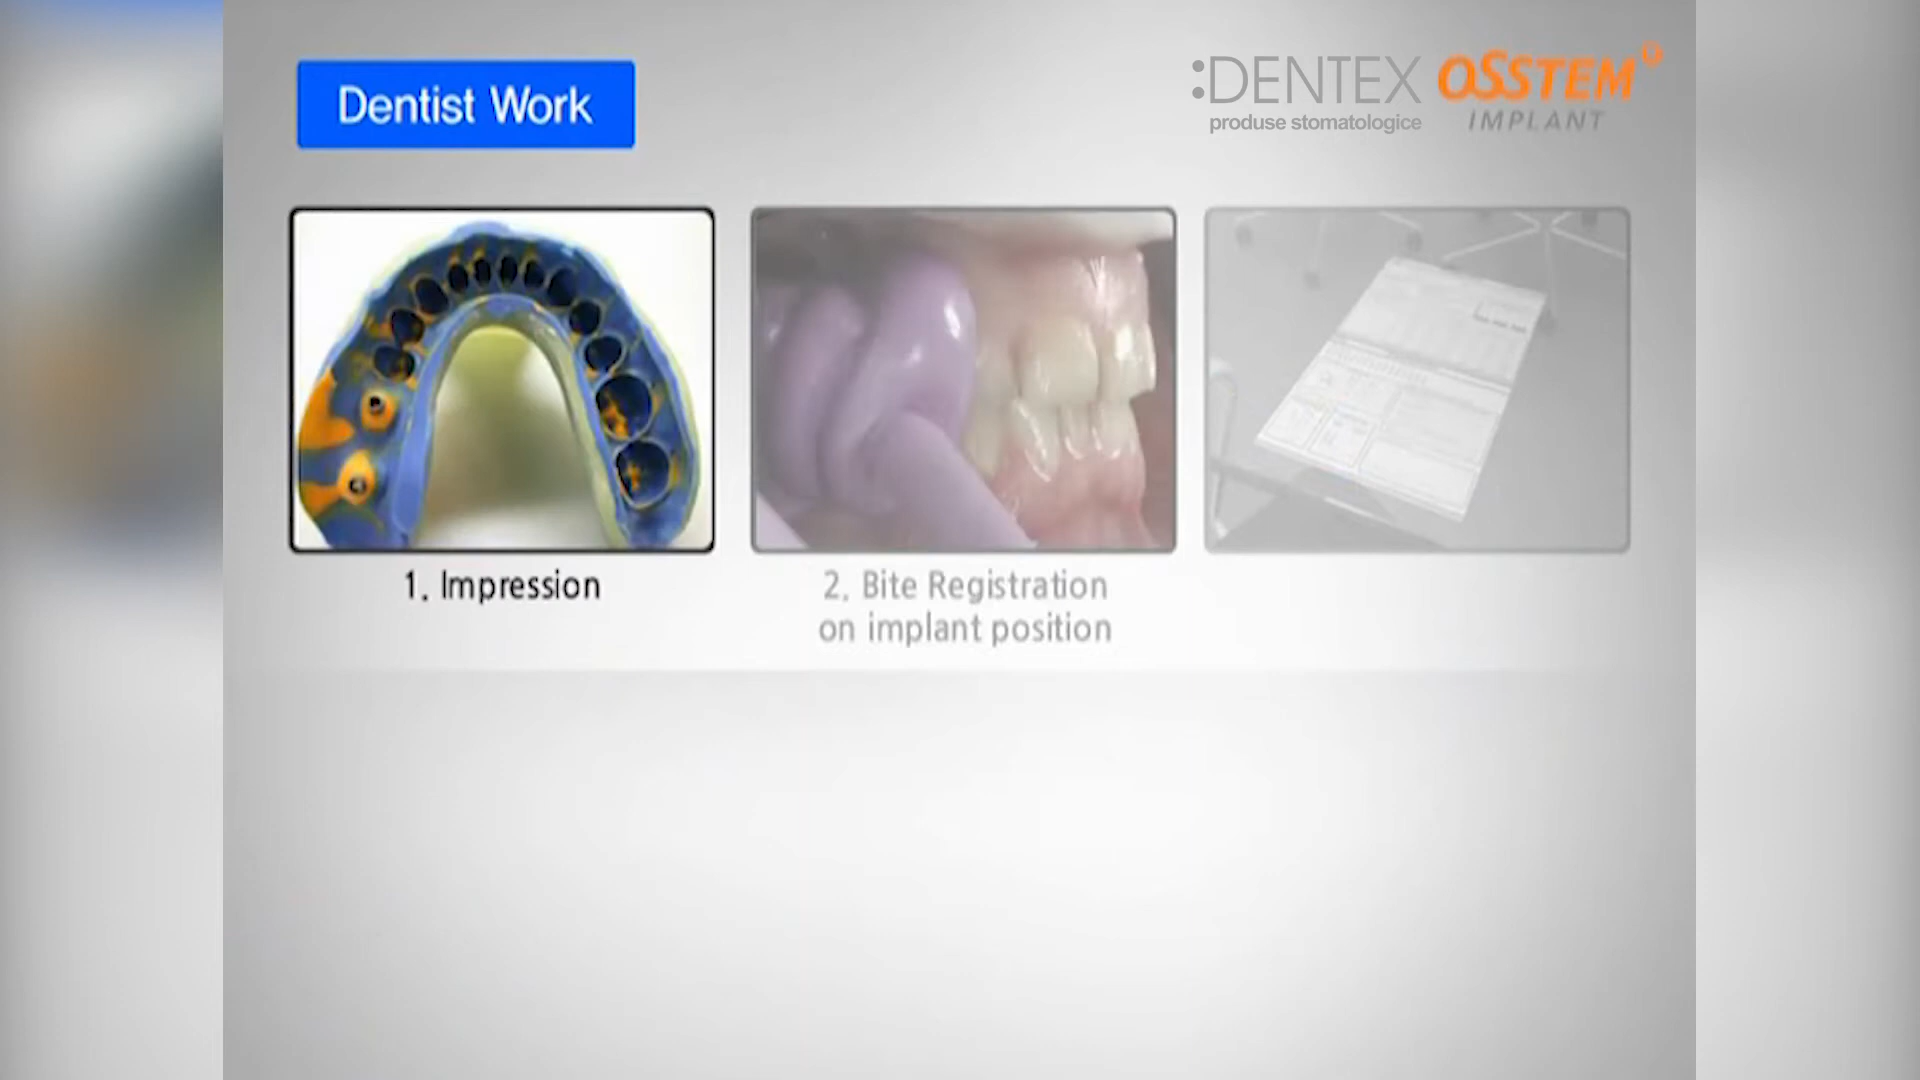 Dentist Work
:DENTEX
produse stomatologice
OSSTEM
IMPLANT
1. Impression
2. Bite Registration
on implant position